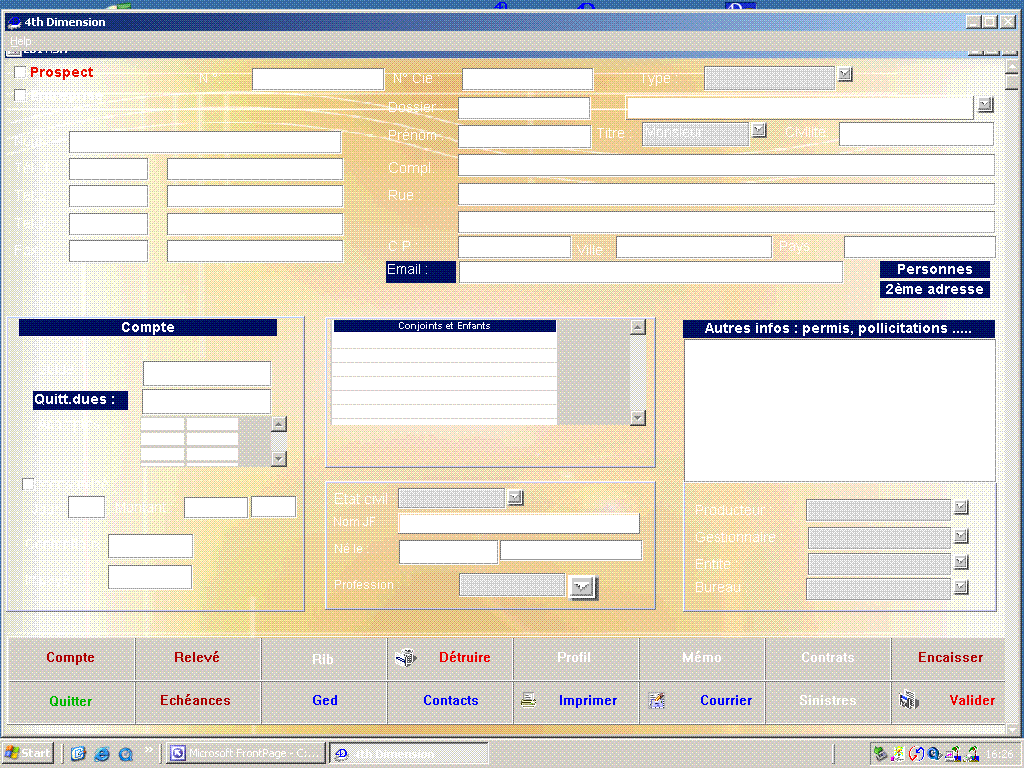 4th Dimension
Help
Prospect
N°
N° Cie :
Type :
Dossier
Prénom
Titre
Monsieur
Compl
Rue
C.P.
Ville
Pays
Email :
Personnes
2ème adresse
Compte
Conjoints et Enfants
Autres infos : permis, pollicitations .....
Quitt.dues :
Etat civil
Nom JF
Né le :
Profession
Producteur
Gestionnaire
Entité
Bureau
Compte
Relevé
Rib
Détruire
Profil
Mémo
Contrats
Encaisser
Quitter
Echéances
Ged
Contacts
Imprimer
Courrier
Sinistres
Valider
Start
Microsoft FrontPage - C:...
4th Dimension
16:26